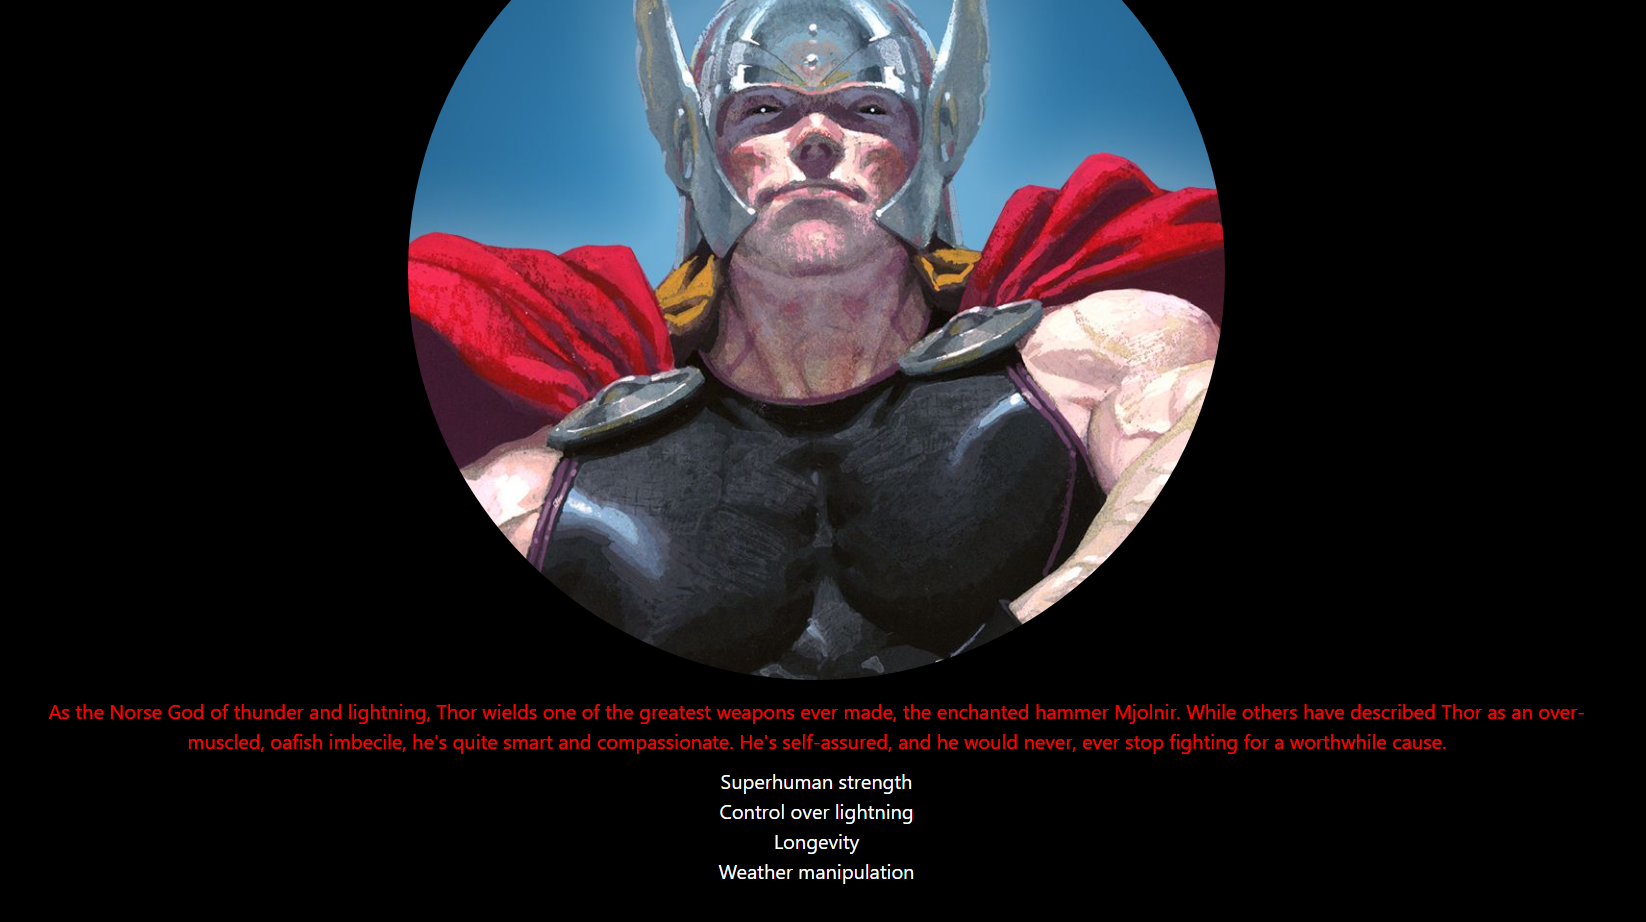 As the Norse God of thunder and lightning, Thor wields one of the greatest weapons ever made, the enchanted hammer Mjolnir. While others have described Thor as an over-
muscled, oafish imbecile, he's quite smart and compassionate. He's self-assured, and he would never, ever stop fighting for a worthwhile cause.
Superhuman strength
Control over lightning
Longevity
Weather manipulation